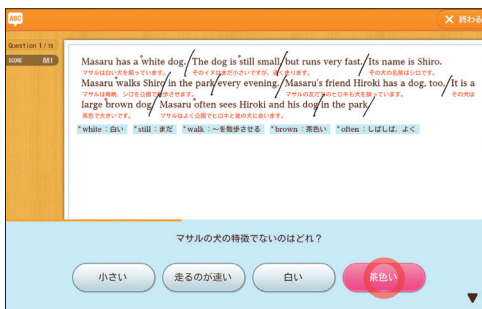 ABC
× 終わる
Question 1 / 10
SCORE 861
Masaru has a *white dog. / The dog is *still small / but runs very fast. / Its name is Shiro.
マサルは白い犬を飼っています。 そのイヌはまだ小さいですが、速く走ります。 その犬の名前はシロです。
Masaru *walks Shiro / in the park / every evening. / Masaru's friend Hiroki has a dog, too. / It is a
マサルは毎晩、シロを公園で散歩させます。 マサルの友だちのヒロキも犬を飼っています。 その犬は
large *brown dog. / Masaru *often sees Hiroki and his dog / in the park.
茶色で大きいです。 マサルはよく公園でヒロキと彼の犬に会います。
*white：白い *still：まだ *walk：～を散歩させる *brown：茶色い *often：しばしば、よく
マサルの犬の特徴でないのはどれ？
小さい 走るのが速い 白い 茶色い